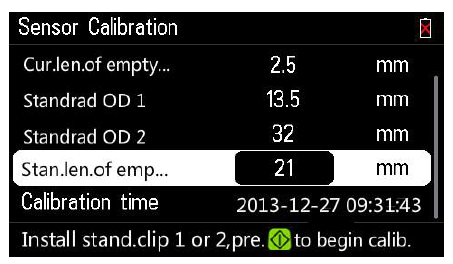 Sensor Calibration
Cur.len.of empty... 2.5 mm
Standrad OD 1 13.5 mm
Standrad OD 2 32 mm
Stan.len.of emp... 21 mm
Calibration time 2013-12-27 09:31:43
Install stand.clip 1 or 2,pre. to begin calib.